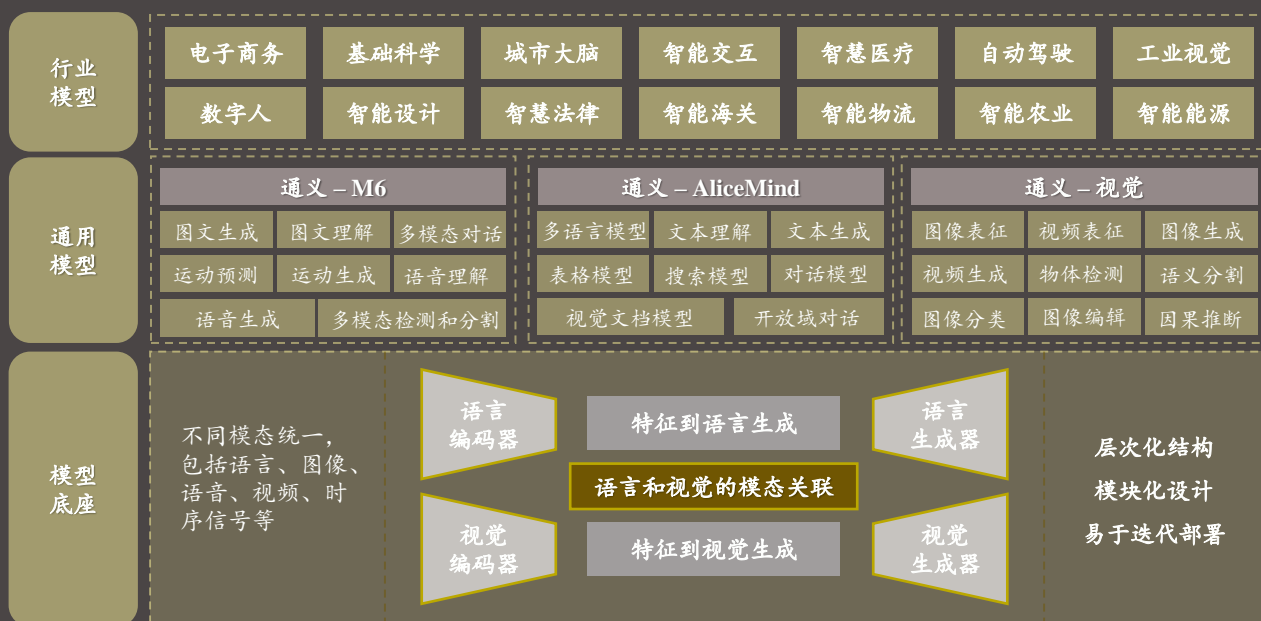 行业
模型
电子商务 基础科学 城市大脑 智能交互 智慧医疗 自动驾驶 工业视觉
数字人 智能设计 智慧法律 智能海关 智能物流 智能农业 智能能源
通用
模型
通义 – M6
图文生成 图文理解 多模态对话
运动预测 运动生成 语音理解
语音生成 多模态检测和分割
通义 – AliceMind
多语言模型 文本理解 文本生成
表格模型 搜索模型 对话模型
视觉文档模型 开放域对话
通义 – 视觉
图像表征 视频表征 图像生成
视频生成 物体检测 语义分割
图像分类 图像编辑 因果推断
模型
底座
不同模态统一，
包括语言、图像、
语音、视频、时
序信号等
语言
编码器
特征到语言生成
语言
生成器
语言和视觉的模态关联
视觉
编码器
特征到视觉生成
视觉
生成器
层次化结构
模块化设计
易于迭代部署